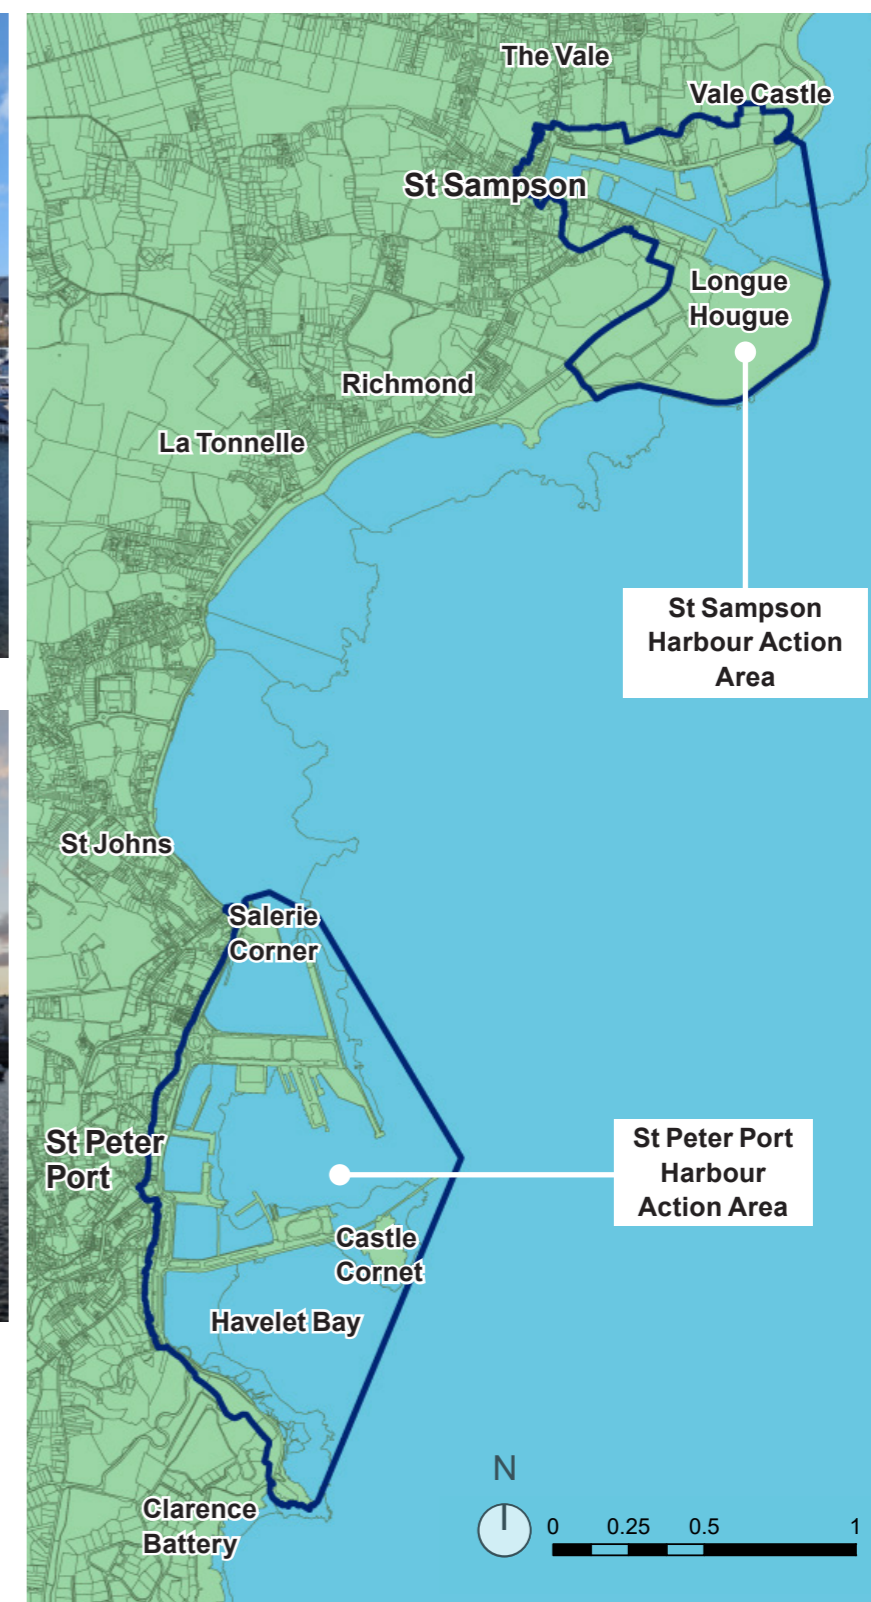 The Vale
Vale Castle
St Sampson
Longue
Hougue
Richmond
La Tonnelle
St Sampson
Harbour Action
Area
St Johns
Salerie
Corner
St Peter
Port
St Peter Port
Harbour
Action Area
Castle
Cornet
Havelet Bay
Clarence
Battery
N
0 0.25 0.5 1